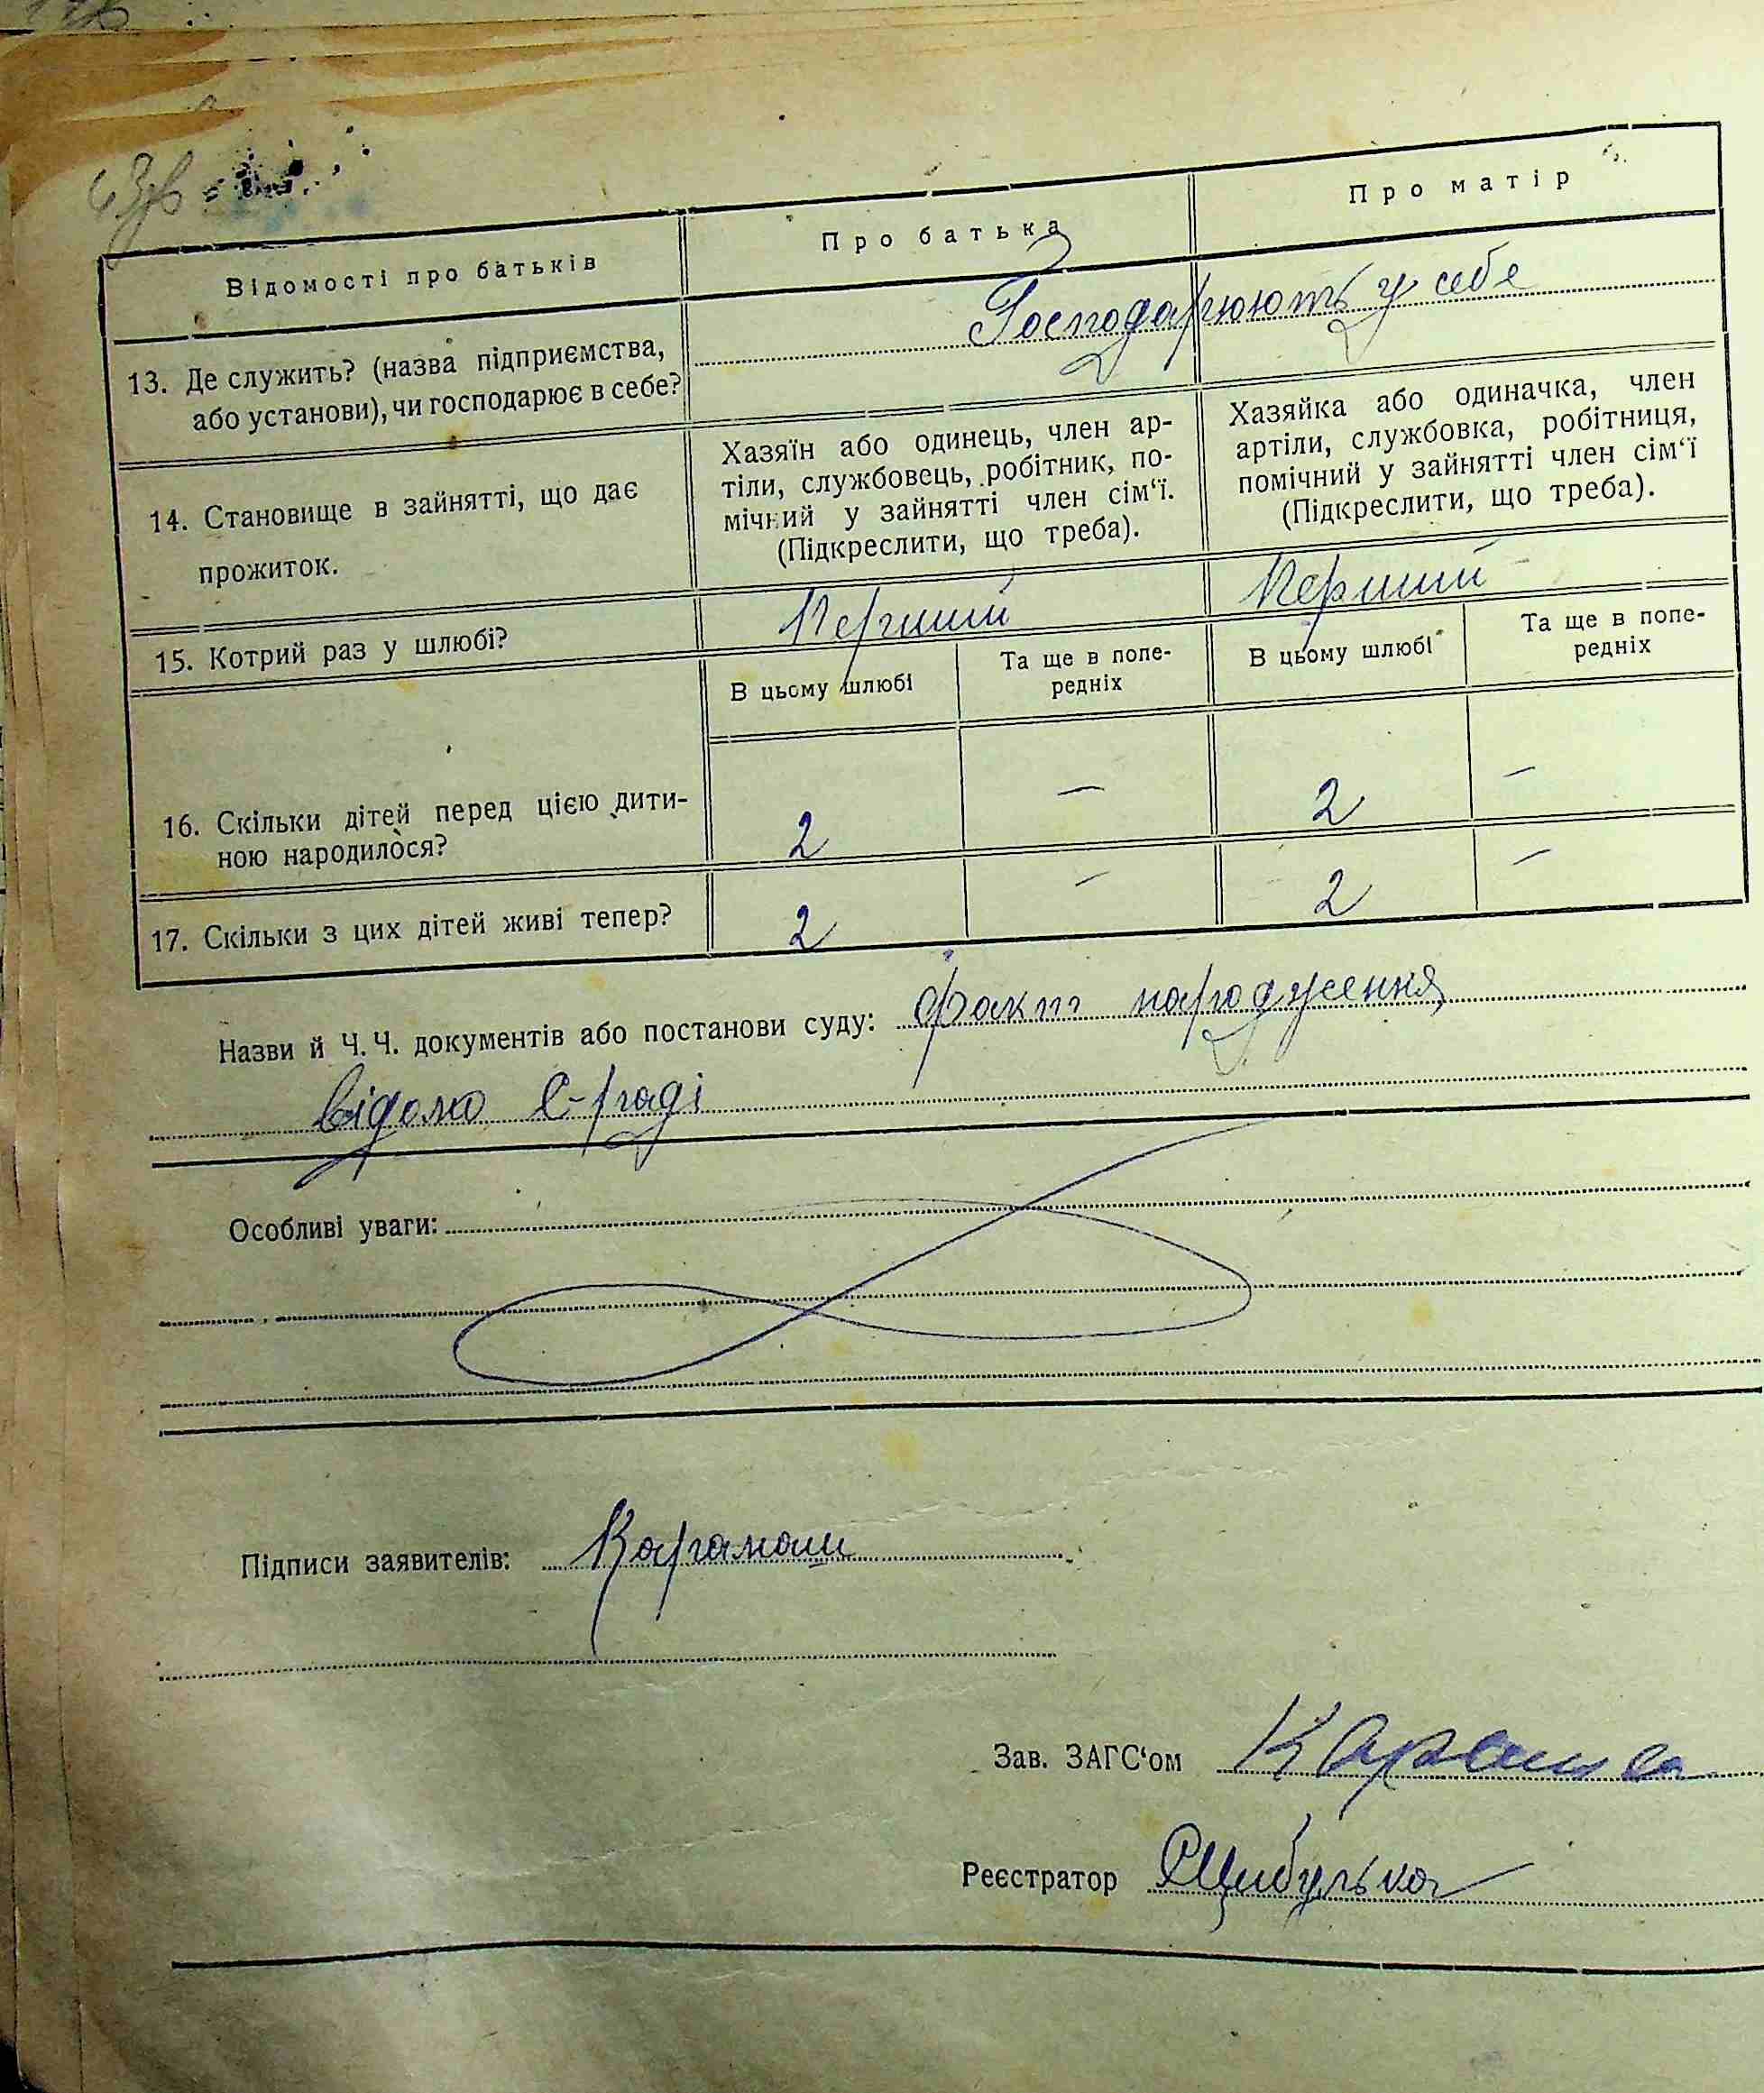 Відомості про батьків
Про батька
Про матір
13. Де служить? (назва підприємства,
або установи), чи господарює в себе?
Господарюють у себе
14. Становище в зайнятті, що дає
прожиток.
Хазяїн або одинець, член ар-
тіли, службовець, робітник, по-
мічний у зайнятті член сім‘ї.
(Підкреслити, що треба).
Хазяйка або одиначка, член
артіли, службовка, робітниця,
помічний у зайнятті член сім‘ї
(Підкреслити, що треба).
15. Котрий раз у шлюбі?
Перший
Перший
В цьому шлюбі
Та ще в попе-
редніх
В цьому шлюбі
Та ще в попе-
редніх
16. Скільки дітей перед цією дити-
ною народилося?
2
—
2
—
17. Скільки з цих дітей живі тепер?
2
—
2
—
Назви й Ч. Ч. документів або постанови суду: факт народження
відомо С-раді
Особливі уваги:
Підписи заявителів: Карамаш
Зав. ЗАГС‘ом
Реєстратор Цибулька